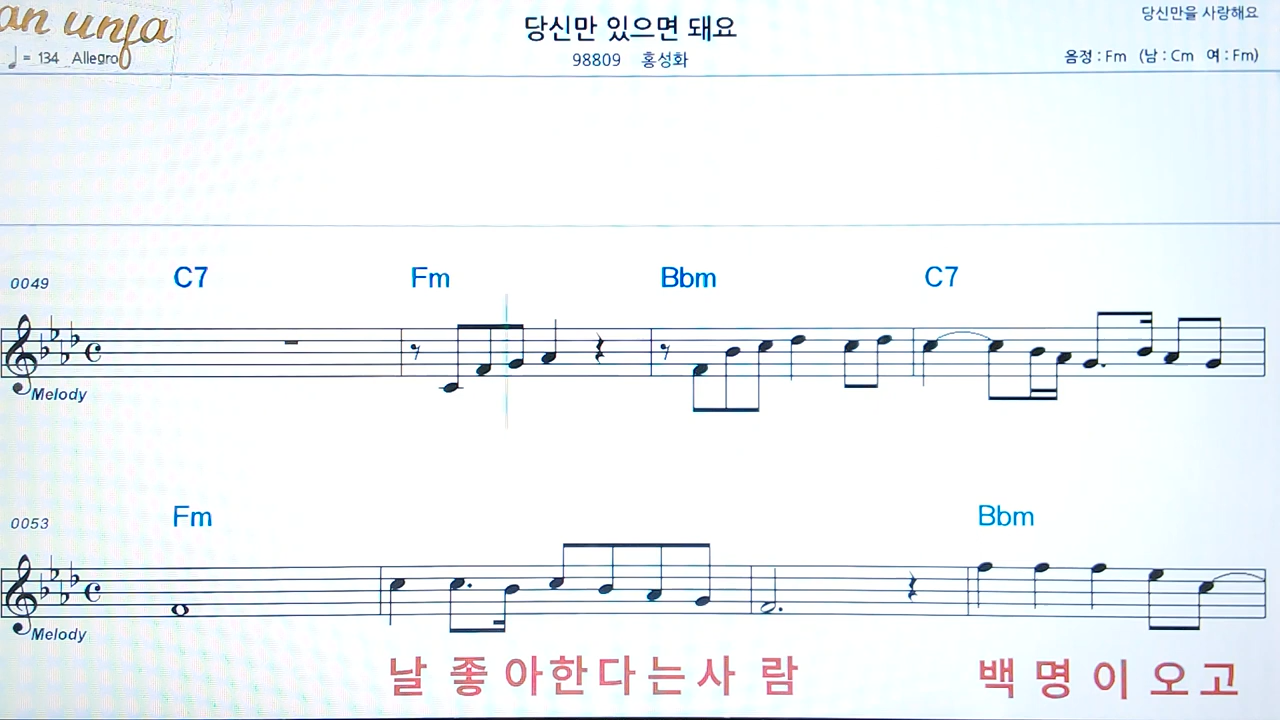 an unja
당신만 있으면 돼요
당신만을 사랑해요
♩ = 134 Allegro
98809 홍성화
음정 : Fm (남 : Cm 여 : Fm)
C7 Fm Bbm C7
0049
Melody
Fm Bbm
0053
Melody
날 좋 아 한 다 는 사 람 백 명 이 오 고